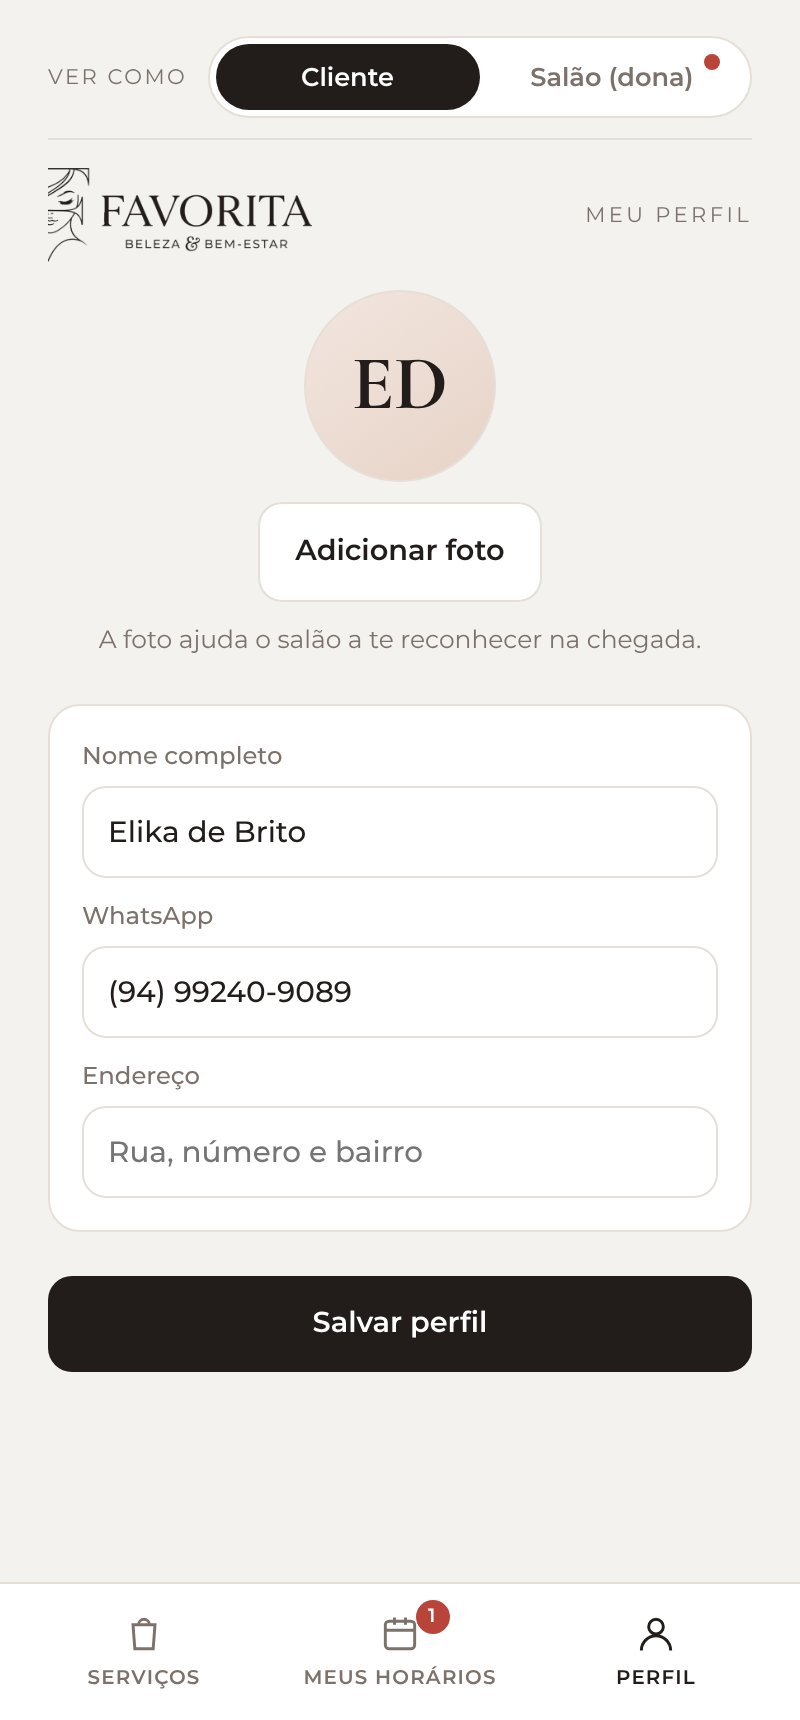 VER COMO
Cliente
Salão (dona)
FAVORITA
BELEZA & BEM-ESTAR
MEU PERFIL
ED
Adicionar foto
A foto ajuda o salão a te reconhecer na chegada.
Nome completo
Elika de Brito
WhatsApp
(94) 99240-9089
Endereço
Rua, número e bairro
Salvar perfil
SERVIÇOS
1
MEUS HORÁRIOS
PERFIL